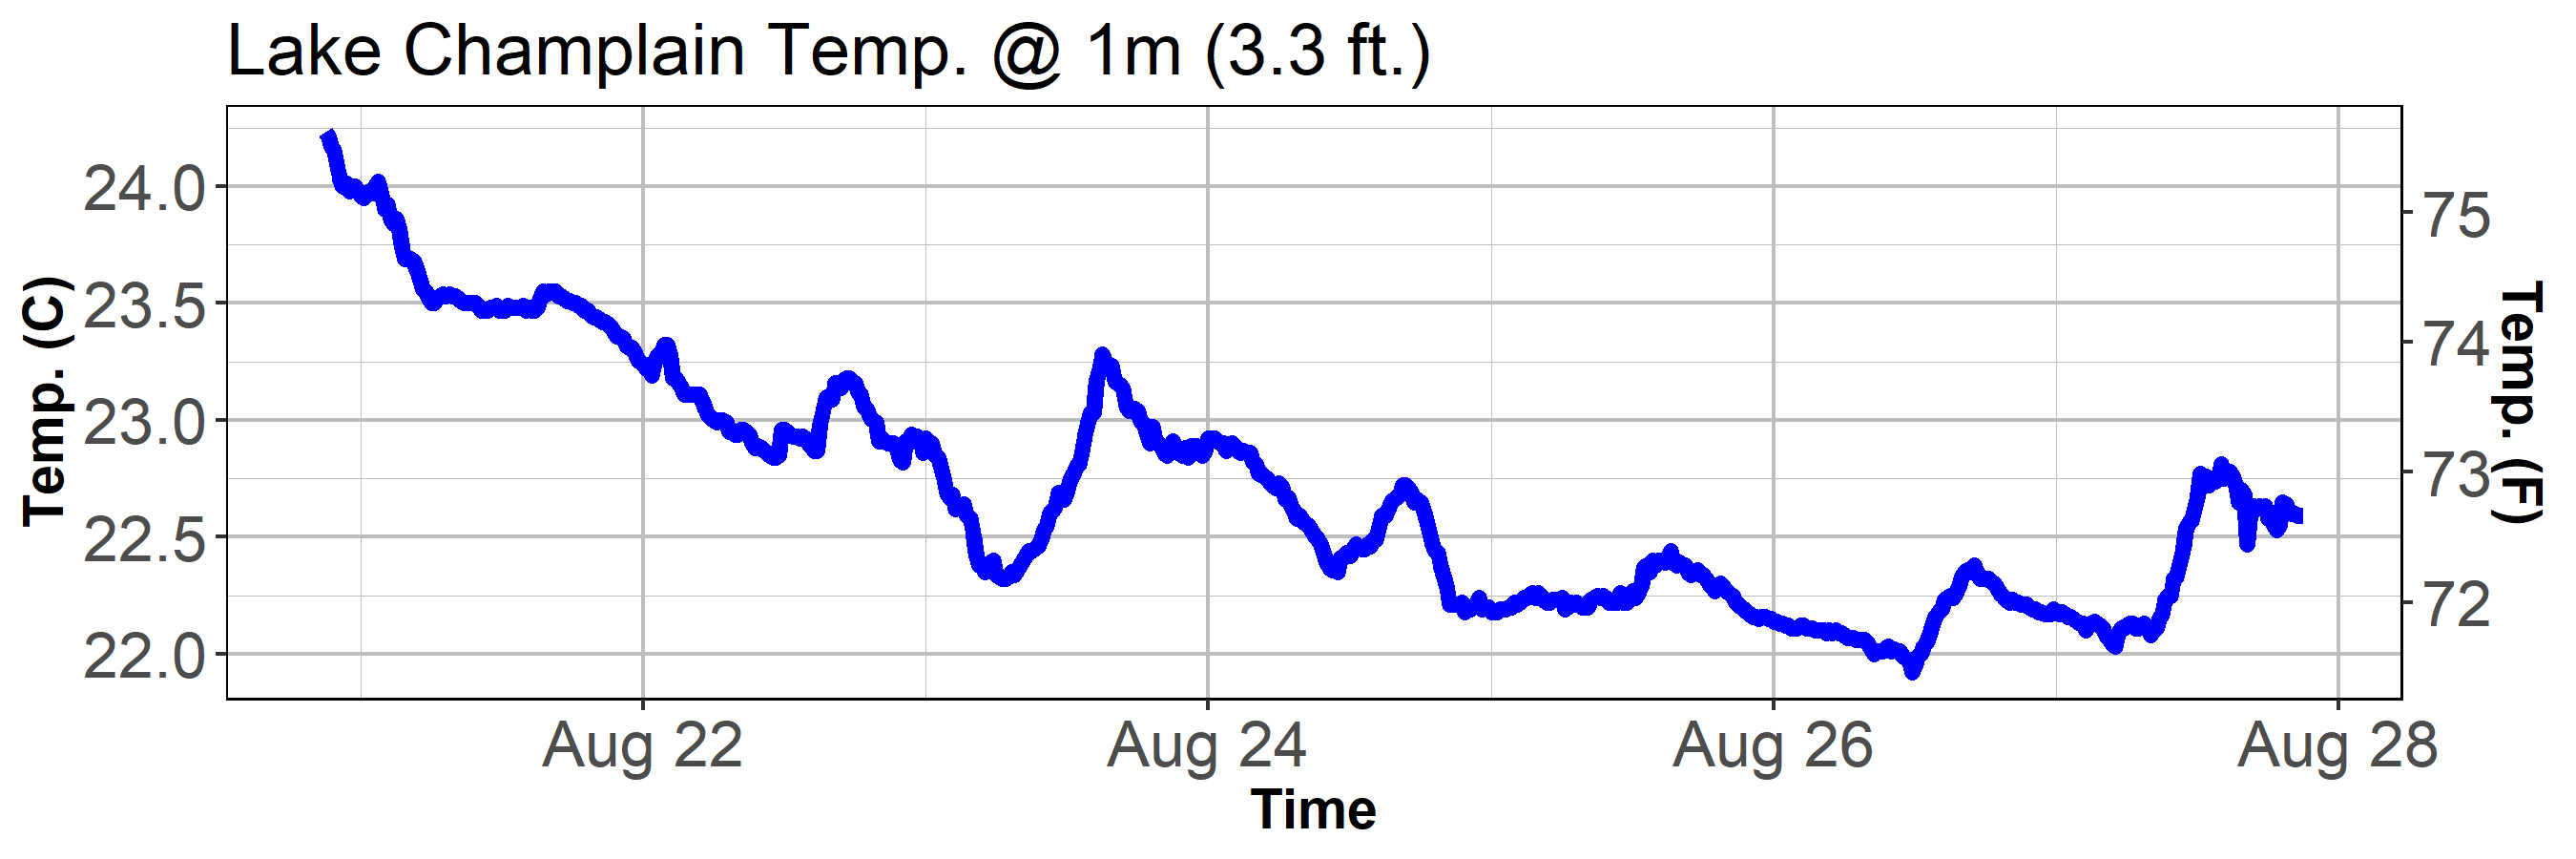 Lake Champlain Temp. @ 1m (3.3 ft.)
Temp. (C)
24.0
23.5
23.0
22.5
22.0
75
74
73
72
Temp. (F)
Aug 22
Aug 24
Aug 26
Aug 28
Time